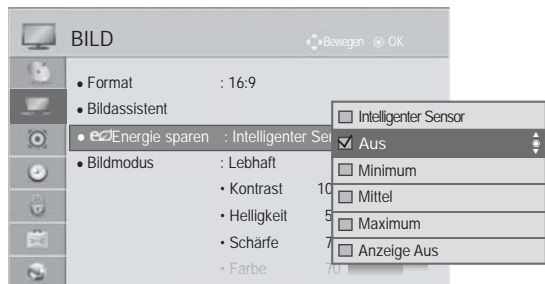 BILD
Bewegen OK
• Format : 16:9
• Bildassistent
• eco Energie sparen : Intelligenter Ser
• Bildmodus : Lebhaft
• Kontrast 10
• Helligkeit 5
• Schärfe 7
• Farbe 70
Intelligenter Sensor
Aus
Minimum
Mittel
Maximum
Anzeige Aus